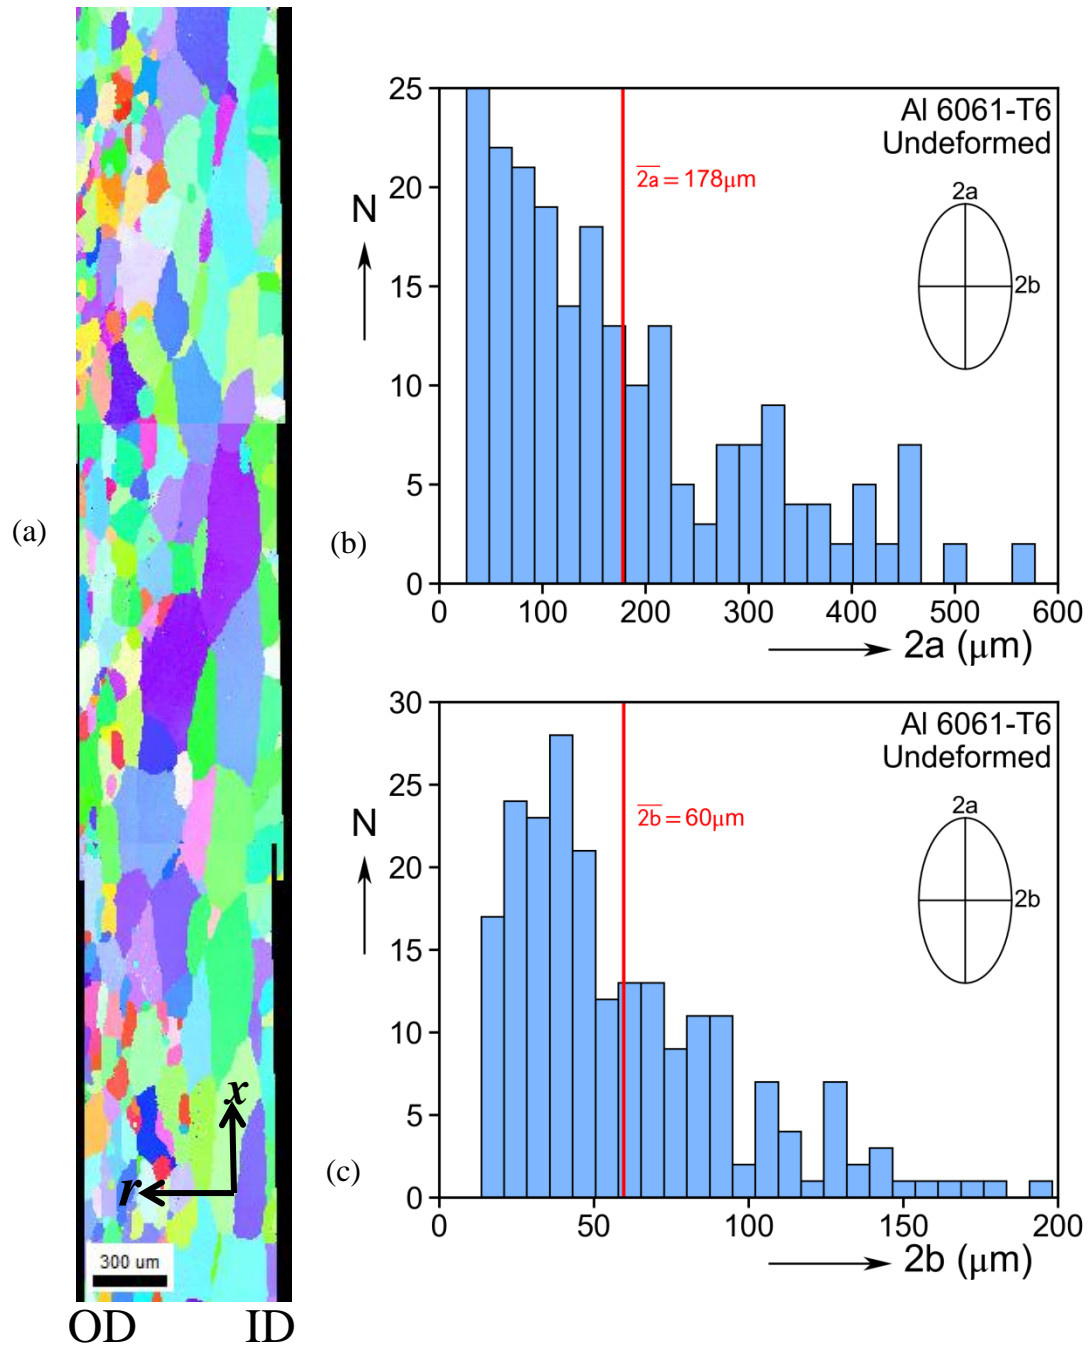 (a)
x
r
300 um
OD
ID
(b)
25
20
15
10
5
0
N
Al 6061-T6
Undeformed
2a = 178μm
2a
2b
0 100 200 300 400 500 600
2a (μm)
(c)
30
25
20
15
10
5
0
N
Al 6061-T6
Undeformed
2b = 60μm
2a
2b
0 50 100 150 200
2b (μm)